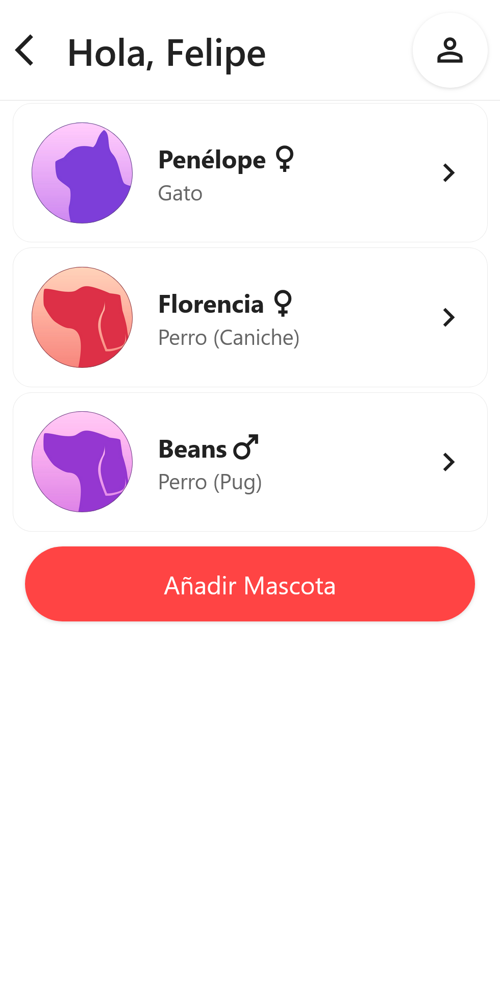 Hola, Felipe
Penélope ♀
Gato
Florencia ♀
Perro (Caniche)
Beans ♂
Perro (Pug)
Añadir Mascota